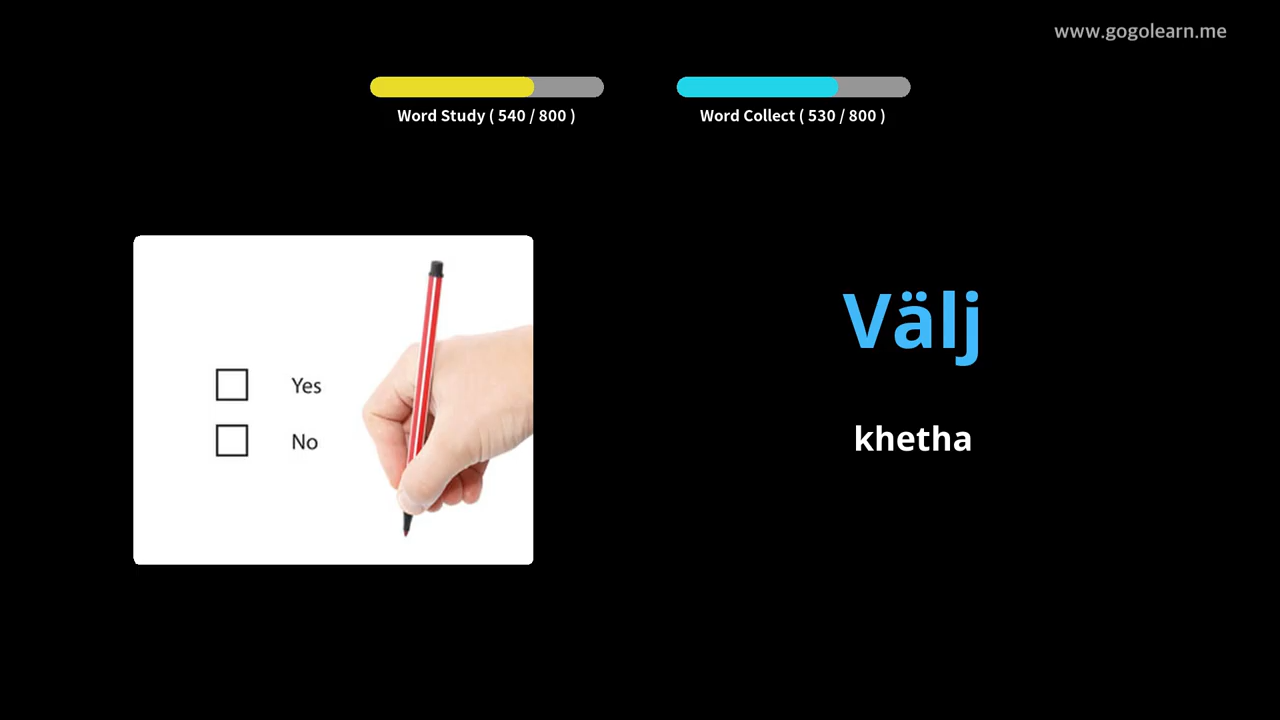 www.gogolearn.me
Word Study ( 540 / 800 )
Word Collect ( 530 / 800 )
Yes
No
Välj
khetha